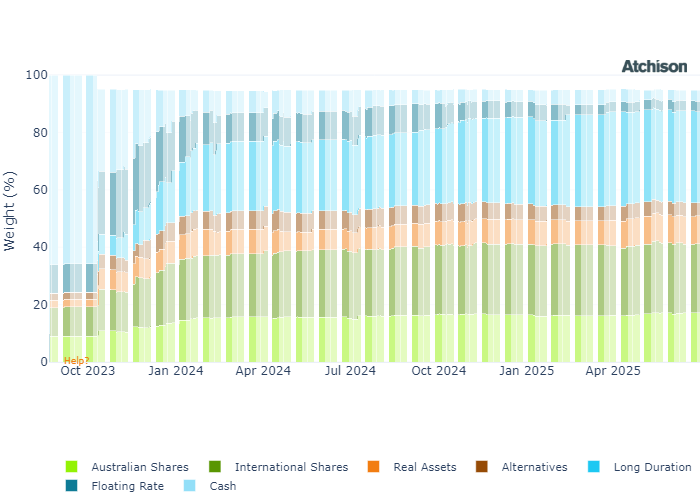 Atchison
100
80
60
40
20
0
Weight (%)
Help?
Oct 2023 Jan 2024 Apr 2024 Jul 2024 Oct 2024 Jan 2025 Apr 2025
Australian Shares International Shares Real Assets Alternatives Long Duration
Floating Rate Cash